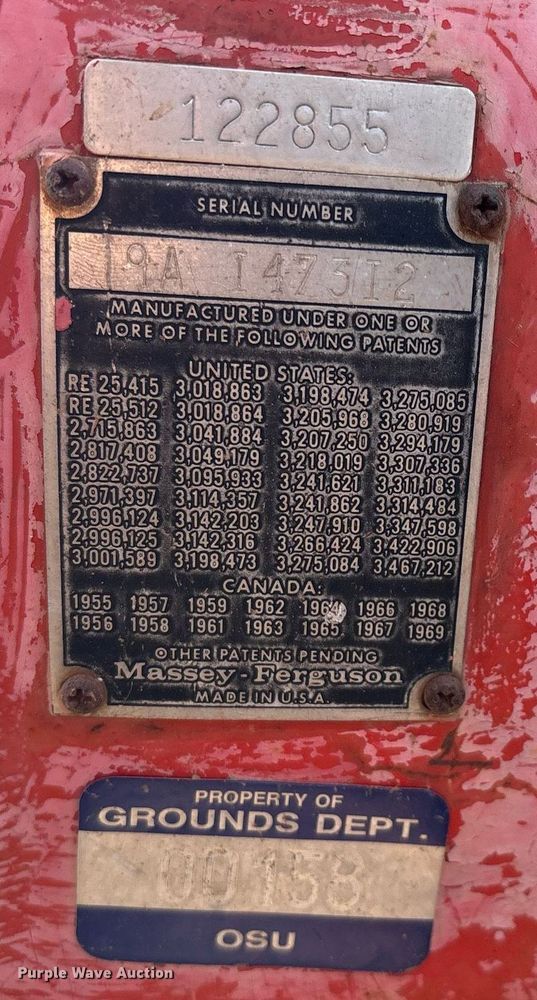 122855
SERIAL NUMBER
9A 147312
MANUFACTURED UNDER ONE OR
MORE OF THE FOLLOWING PATENTS
UNITED STATES:
RE 25,415 3,018,863 3,198,474 3,275,085
RE 25,512 3,018,864 3,205,968 3,280,919
2,715,863 3,041,884 3,207,250 3,294,179
2,817,408 3,049,179 3,218,019 3,307,336
2,822,737 3,095,933 3,241,621 3,311,183
2,971,397 3,114,357 3,241,862 3,314,484
2,996,124 3,142,203 3,247,910 3,347,598
2,996,125 3,142,316 3,266,424 3,422,906
3,001,589 3,198,473 3,275,084 3,467,212
CANADA:
1955 1957 1959 1962 1964 1966 1968
1956 1958 1961 1963 1965 1967 1969
OTHER PATENTS PENDING
Massey-Ferguson
MADE IN U.S.A.
PROPERTY OF
GROUNDS DEPT.
00158
OSU
Purple Wave Auction